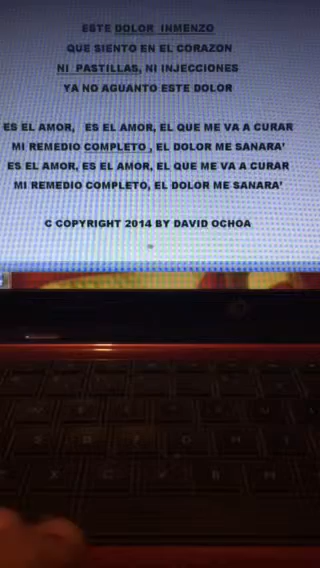 ESTE DOLOR INMENZO
QUE SIENTO EN EL CORAZON
NI PASTILLAS, NI INJECCIONES
YA NO AGUANTO ESTE DOLOR
ES EL AMOR, ES EL AMOR, EL QUE ME VA A CURAR
MI REMEDIO COMPLETO , EL DOLOR ME SANARA'
ES EL AMOR, ES EL AMOR, EL QUE ME VA A CURAR
MI REMEDIO COMPLETO, EL DOLOR ME SANARA'
C COPYRIGHT 2014 BY DAVID OCHOA